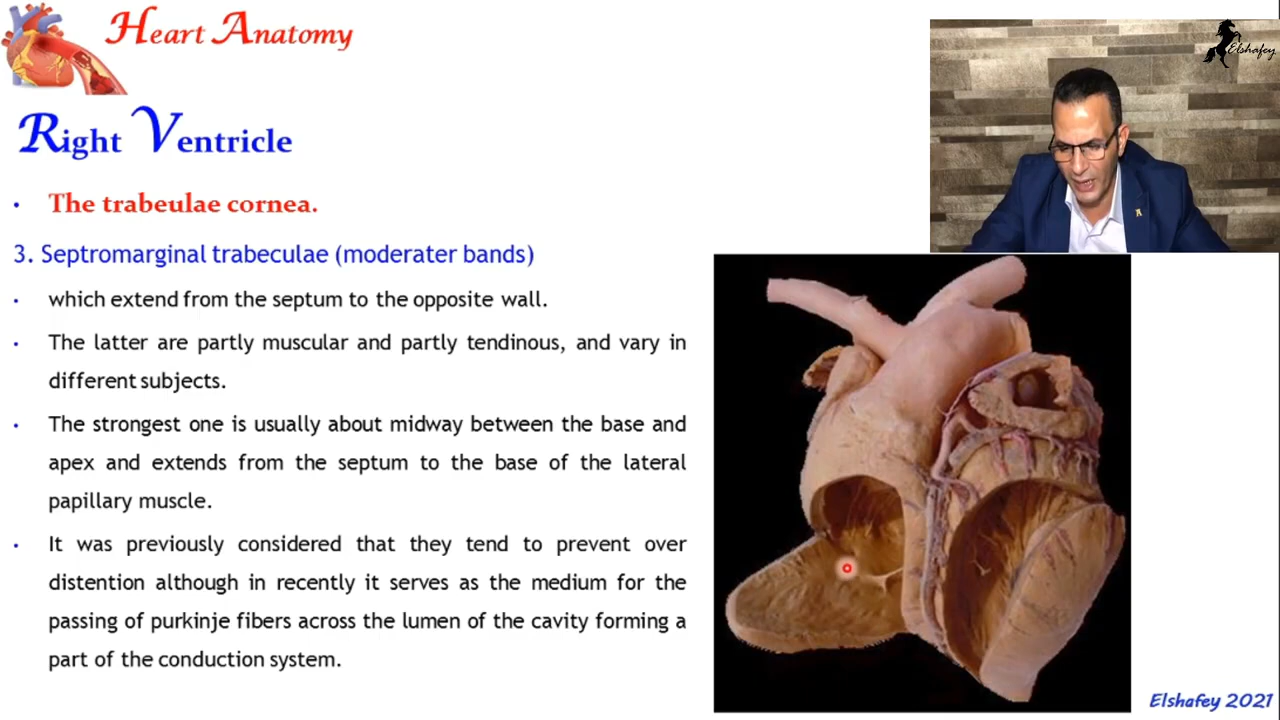 Heart Anatomy
Elshafey
Right Ventricle
• The trabeulae cornea.
3. Septromarginal trabeculae (moderater bands)
• which extend from the septum to the opposite wall.
• The latter are partly muscular and partly tendinous, and vary in
different subjects.
• The strongest one is usually about midway between the base and
apex and extends from the septum to the base of the lateral
papillary muscle.
• It was previously considered that they tend to prevent over
distention although in recently it serves as the medium for the
passing of purkinje fibers across the lumen of the cavity forming a
part of the conduction system.
Elshafey 2021